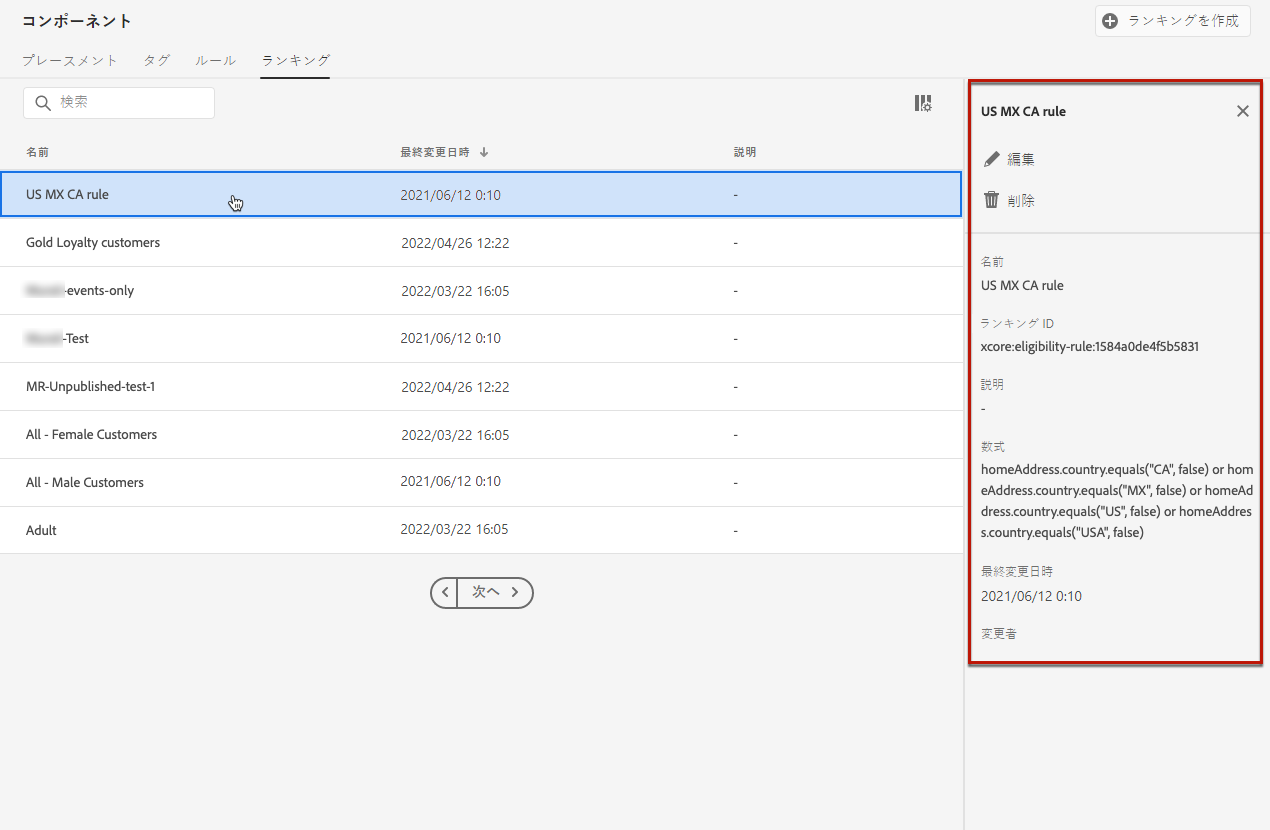 コンポーネント
ランキングを作成
プレースメント タグ ルール ランキング
検索
名前 最終変更日時 説明
US MX CA rule 2021/06/12 0:10 -
Gold Loyalty customers 2022/04/26 12:22 -
-events-only 2022/03/22 16:05 -
-Test 2021/06/12 0:10 -
MR-Unpublished-test-1 2022/04/26 12:22 -
All - Female Customers 2022/03/22 16:05 -
All - Male Customers 2021/06/12 0:10 -
Adult 2022/03/22 16:05 -
次へ
US MX CA rule
編集
削除
名前
US MX CA rule
ランキング ID
xcore:eligibility-rule:1584a0de4f5b5831
説明
-
数式
homeAddress.country.equals("CA", false) or hom
eAddress.country.equals("MX", false) or homeAd
dress.country.equals("US", false) or homeAddres
s.country.equals("USA", false)
最終変更日時
2021/06/12 0:10
変更者